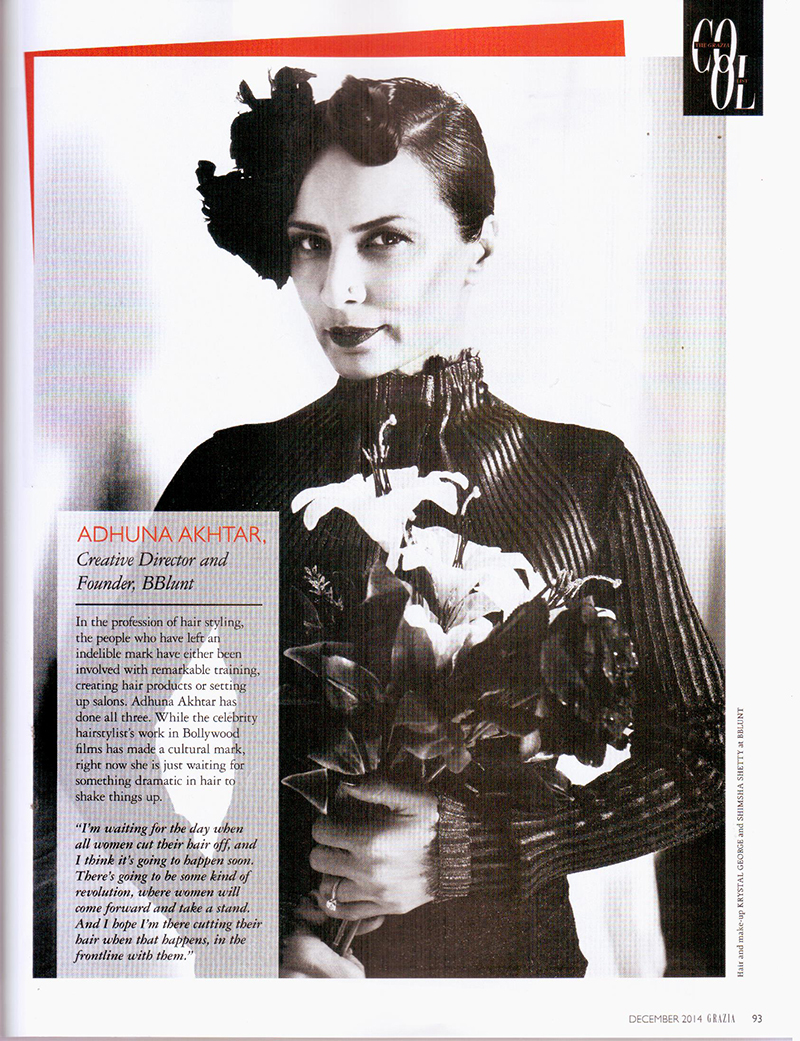 THE GRAZIA
COOL
LIST
ADHUNA AKHTAR,
Creative Director and
Founder, BBlunt
In the profession of hair styling,
the people who have left an
indelible mark have either been
involved with remarkable training,
creating hair products or setting
up salons. Adhuna Akhtar has
done all three. While the celebrity
hairstylist's work in Bollywood
films has made a cultural mark,
right now she is just waiting for
something dramatic in hair to
shake things up.
“I'm waiting for the day when
all women cut their hair off, and
I think it's going to happen soon.
There's going to be some kind of
revolution, where women will
come forward and take a stand.
And I hope I'm there cutting their
hair when that happens, in the
frontline with them.”
Hair and make-up KRYSTAL GEORGE and SHIMSHA SHETTY at BBLUNT
DECEMBER 2014 GRAZIA 93